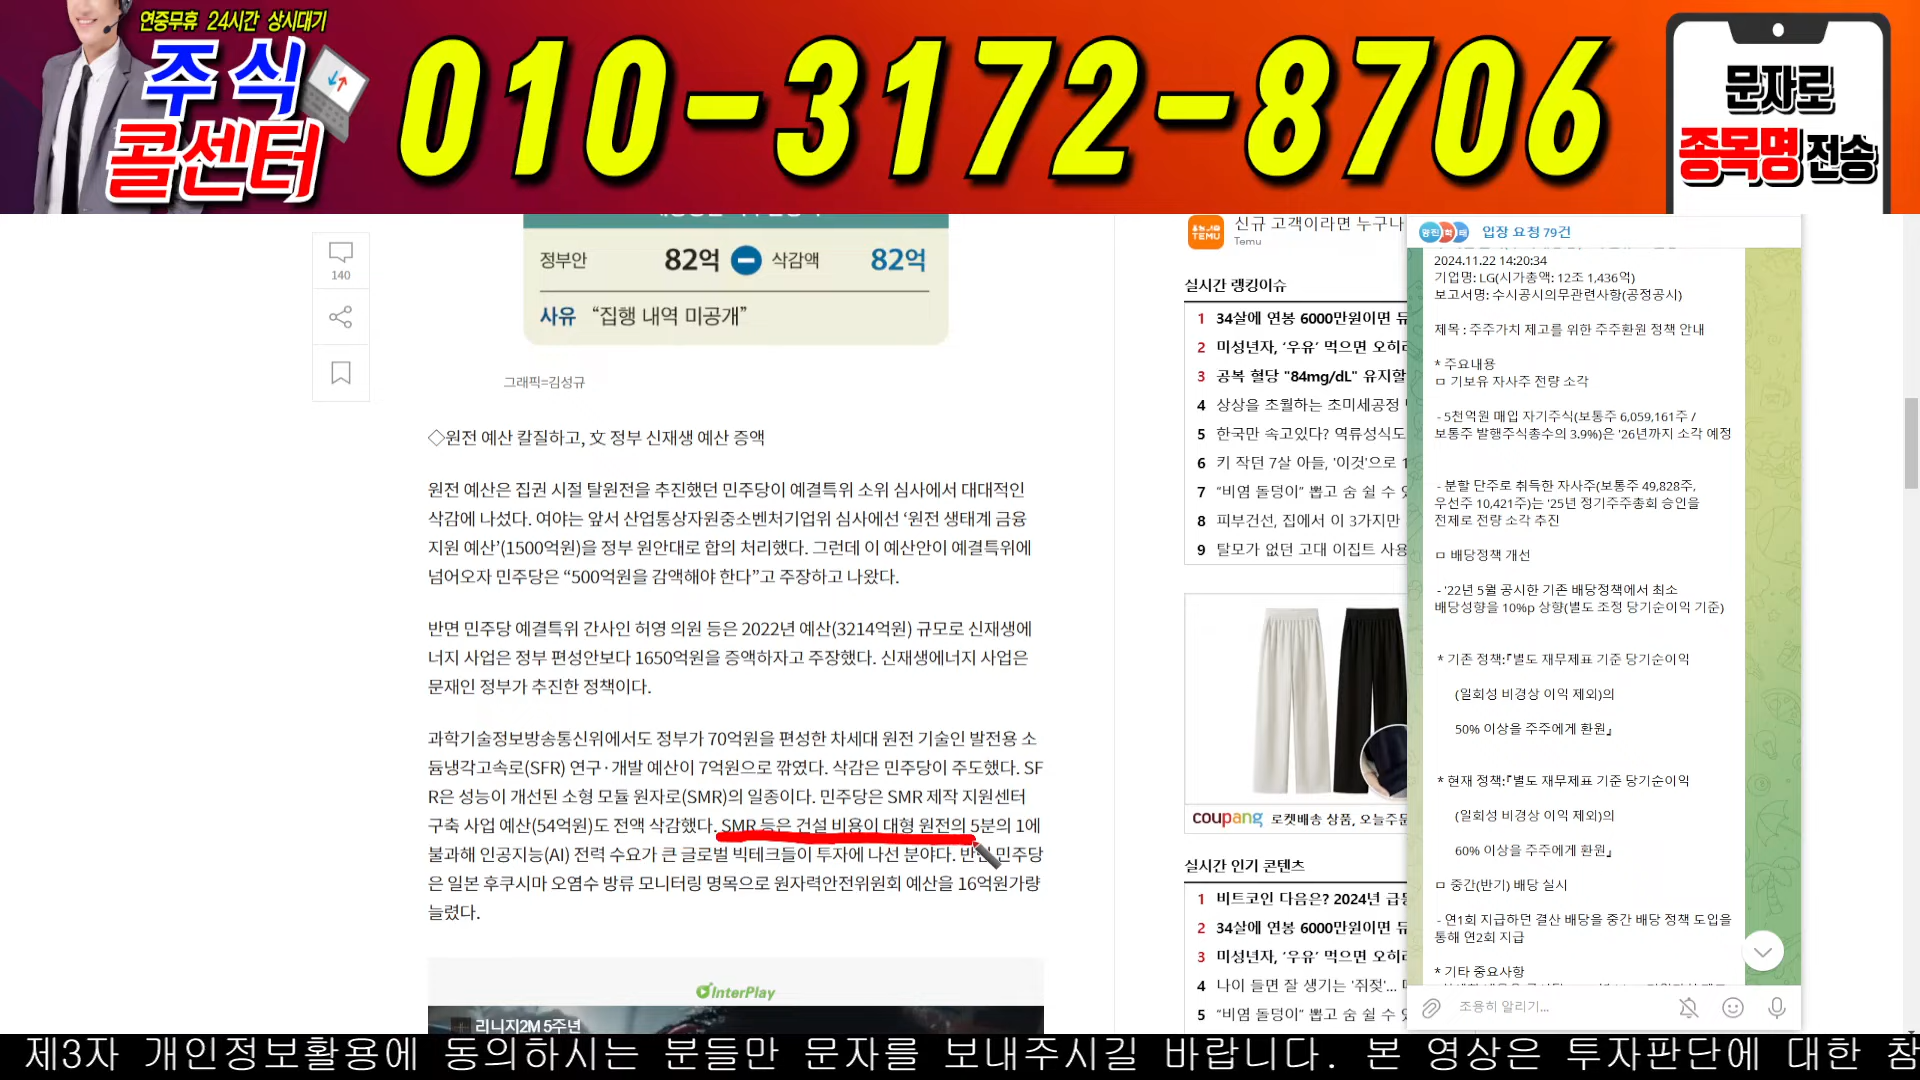 연중무휴 24시간 상시대기
주식
콜센터
010-3172-8706
문자로
종목명 전송
140
정부안 82억 삭감액 82억
사유 “집행 내역 미공개”
그래픽=김성규
◇원전 예산 칼질하고, 文 정부 신재생 예산 증액
원전 예산은 집권 시절 탈원전을 추진했던 민주당이 예결특위 소위 심사에서 대대적인
삭감에 나섰다. 여야는 앞서 산업통상자원중소벤처기업위 심사에선 ‘원전 생태계 금융
지원 예산’(1500억원)을 정부 원안대로 합의 처리했다. 그런데 이 예산안이 예결특위에
넘어오자 민주당은 “500억원을 감액해야 한다”고 주장하고 나왔다.
반면 민주당 예결특위 간사인 허영 의원 등은 2022년 예산(3214억원) 규모로 신재생에
너지 사업은 정부 편성안보다 1650억원을 증액하자고 주장했다. 신재생에너지 사업은
문재인 정부가 추진한 정책이다.
과학기술정보방송통신위에서도 정부가 70억원을 편성한 차세대 원전 기술인 발전용 소
듐냉각고속로(SFR) 연구·개발 예산이 7억원으로 깎였다. 삭감은 민주당이 주도했다. SF
R은 성능이 개선된 소형 모듈 원자로(SMR)의 일종이다. 민주당은 SMR 제작 지원센터
구축 사업 예산(54억원)도 전액 삭감했다. SMR 등은 건설 비용이 대형 원전의 5분의 1에
불과해 인공지능(AI) 전력 수요가 큰 글로벌 빅테크들이 투자에 나선 분야다. 반면 민주당
은 일본 후쿠시마 오염수 방류 모니터링 명목으로 원자력안전위원회 예산을 16억원가량
늘렸다.
InterPlay
리니지2M 5주년
TEMU
신규 고객이라면 누구나
Temu
실시간 랭킹이슈
1 34살에 연봉 6000만원이면 듀
2 미성년자, ‘우유’ 먹으면 오히려
3 공복 혈당 "84mg/dL" 유지할
4 상상을 초월하는 초미세공정
5 한국만 속고있다? 역류성식도
6 키 작던 7살 아들, '이것'으로 1
7 “비염 돌덩이” 뽑고 숨 쉴 수 있
8 피부건선, 집에서 이 3가지만
9 탈모가 없던 고대 이집트 사용
coupang 로켓배송 상품, 오늘주문
실시간 인기 콘텐츠
1 비트코인 다음은? 2024년 급등
2 34살에 연봉 6000만원이면 듀
3 미성년자, ‘우유’ 먹으면 오히려
4 나이 들면 잘 생기는 '쥐젖'...
5 “비염 돌덩이” 뽑고 숨 쉴 수 있
왕진 학 태 입장 요청 79건
2024.11.22 14:20:34
기업명: LG(시가총액: 12조 1,436억)
보고서명: 수시공시의무관련사항(공정공시)
제목 : 주주가치 제고를 위한 주주환원 정책 안내
* 주요내용
ㅁ 기보유 자사주 전량 소각
- 5천억원 매입 자기주식(보통주 6,059,161주 /
보통주 발행주식총수의 3.9%)은 '26년까지 소각 예정
- 분할 단주로 취득한 자사주(보통주 49,828주,
우선주 10,421주)는 '25년 정기주주총회 승인을
전제로 전량 소각 추진
ㅁ 배당정책 개선
- '22년 5월 공시한 기존 배당정책에서 최소
배당성향을 10%p 상향(별도 조정 당기순이익 기준)
* 기존 정책:『별도 재무제표 기준 당기순이익
(일회성 비경상 이익 제외)의
50% 이상을 주주에게 환원』
* 현재 정책:『별도 재무제표 기준 당기순이익
(일회성 비경상 이익 제외)의
60% 이상을 주주에게 환원』
ㅁ 중간(반기) 배당 실시
- 연1회 지급하던 결산 배당을 중간 배당 정책 도입을
통해 연2회 지급
* 기타 중요사항
조용히 알리기...
제3자 개인정보활용에 동의하시는 분들만 문자를 보내주시길 바랍니다. 본 영상은 투자판단에 대한 참